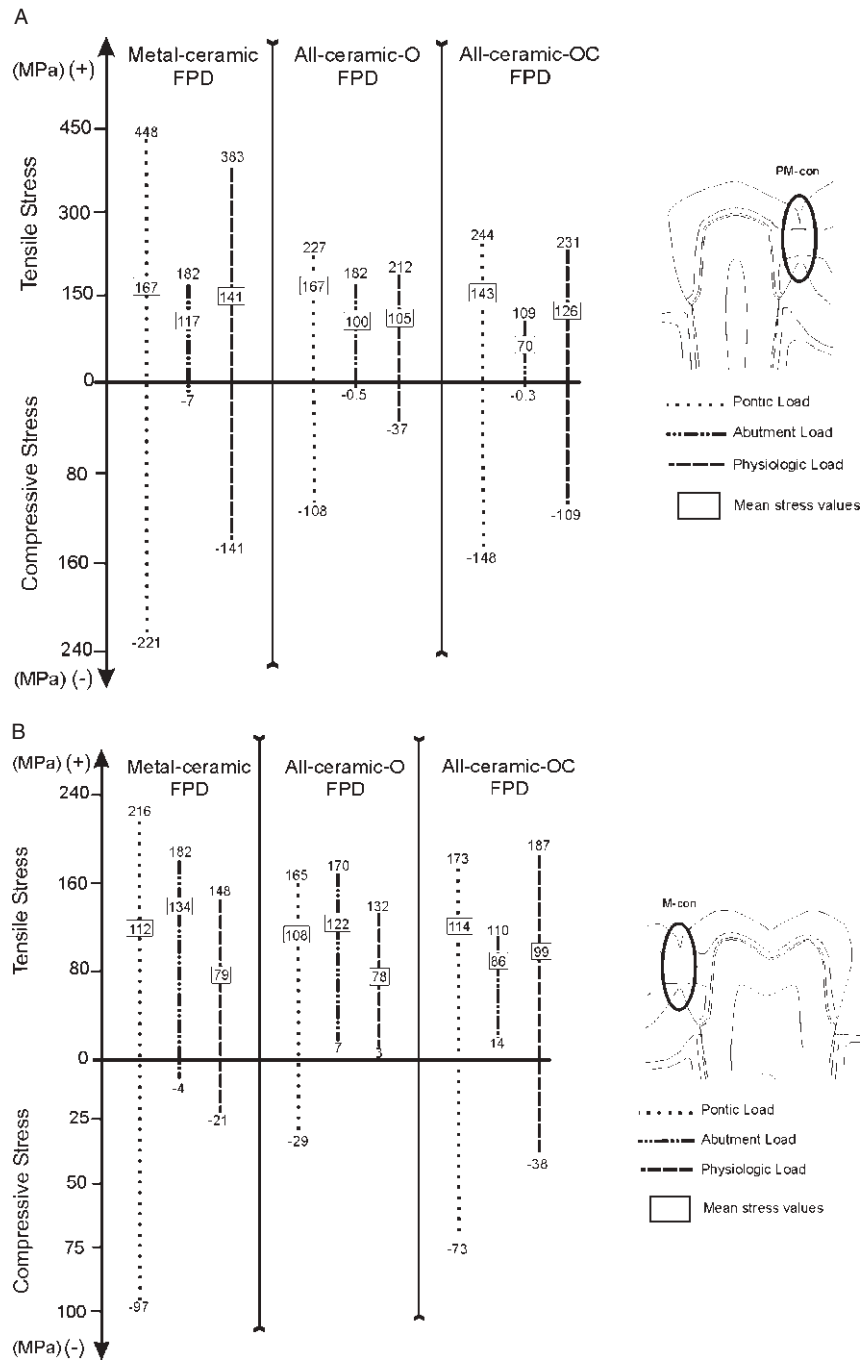 A
(MPa) (+)
Metal-ceramic FPD
All-ceramic-O FPD
All-ceramic-OC FPD
Tensile Stress
Compressive Stress
450
300
150
0
80
160
240
(MPa) (-)
448
167
-221
182
117
-7
383
141
-141
227
167
-108
182
100
-0.5
212
105
-37
244
143
-148
109
70
-0.3
231
126
-109
PM-con
Pontic Load
Abutment Load
Physiologic Load
Mean stress values
B
(MPa) (+)
Metal-ceramic FPD
All-ceramic-O FPD
All-ceramic-OC FPD
Tensile Stress
Compressive Stress
240
160
80
0
25
50
75
100
(MPa) (-)
216
112
-97
182
134
-4
148
79
-21
165
108
-29
170
122
7
132
78
3
173
114
-73
110
86
14
187
99
-38
M-con
Pontic Load
Abutment Load
Physiologic Load
Mean stress values